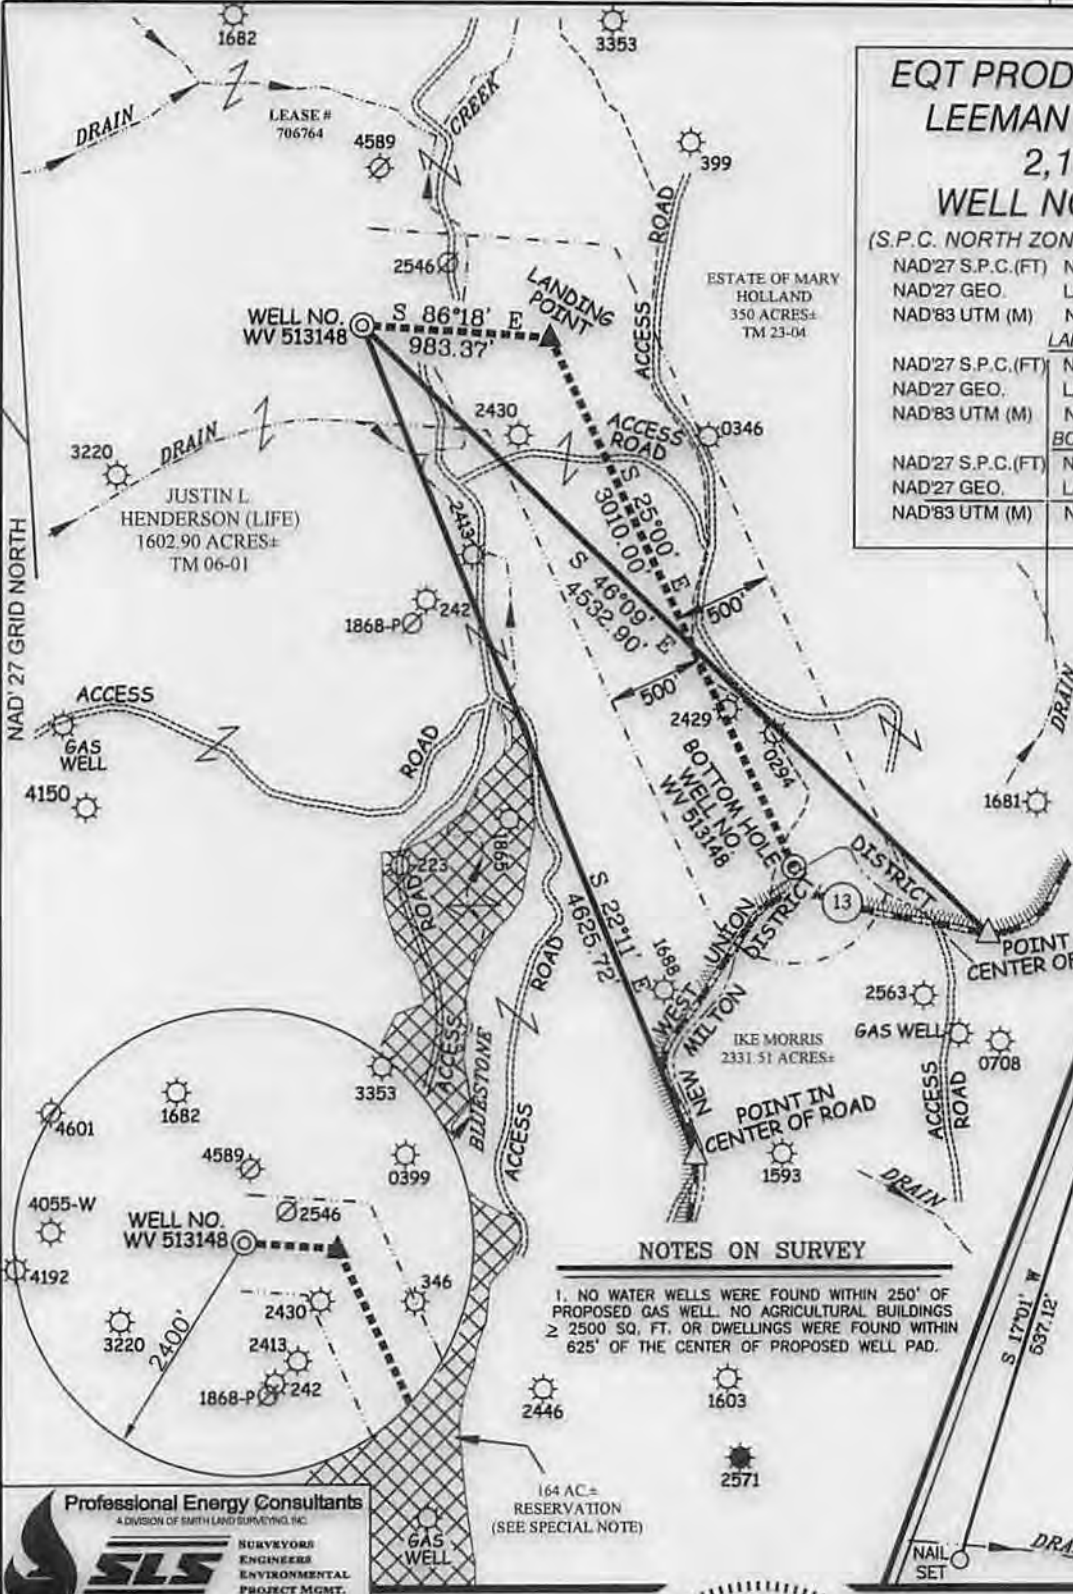 1682
3353
DRAIN
LEASE #
706764
4589
CREEK
399
2546
LANDING
POINT
WELL NO.
WV 513148
S 86°18' E
983.37'
ACCESS ROAD
ESTATE OF MARY
HOLLAND
350 ACRES±
TM 23-04
EQT PROD
LEEMAN
2,1
WELL NO
(S.P.C. NORTH ZON
NAD'27 S.P.C.(FT) N
NAD'27 GEO. L
NAD'83 UTM (M) N
LA
NAD'27 S.P.C.(FT) N
NAD'27 GEO. L
NAD'83 UTM (M) N
BO
NAD'27 S.P.C.(FT) N
NAD'27 GEO. L
NAD'83 UTM (M) N
2430
ACCESS
ROAD
0346
3220
DRAIN
JUSTIN L
HENDERSON (LIFE)
1602.90 ACRES±
TM 06-01
NAD' 27 GRID NORTH
2413
S 25°00' E
3010.00'
S 46°09' E
4532.90'
500'
500'
242
1868-P
ACCESS
ROAD
GAS
WELL
4150
2429
0294
BOTTOM HOLE
WELL NO.
WV 513148
DRAIN
1681
1865
223
ROAD
ACCESS
BLUESTONE
ROAD
ACCESS
S 22°11' E
4625.72'
DISTRICT
13
WEST UNION
DISTRICT
NEW MILTON
DISTRICT
1688
POINT
CENTER OF
2563
GAS WELL
0708
ACCESS
ROAD
IKE MORRIS
2331.51 ACRES±
POINT IN
CENTER OF ROAD
1593
DRAIN
3353
1682
4601
4589
0399
4055-W
2546
WELL NO.
WV 513148
4192
346
2430
3220
2400'
2413
242
1868-P
NOTES ON SURVEY
1. NO WATER WELLS WERE FOUND WITHIN 250' OF
PROPOSED GAS WELL. NO AGRICULTURAL BUILDINGS
≥ 2500 SQ. FT. OR DWELLINGS WERE FOUND WITHIN
625' OF THE CENTER OF PROPOSED WELL PAD.
2446
1603
2571
164 AC.±
RESERVATION
(SEE SPECIAL NOTE)
GAS
WELL
S 17°01' W
537.12'
NAIL
SET
DRA
Professional Energy Consultants
A DIVISION OF SMITH LAND SURVEYING, INC.
SLS
SURVEYORS
ENGINEERS
ENVIRONMENTAL
PROJECT MGMT.